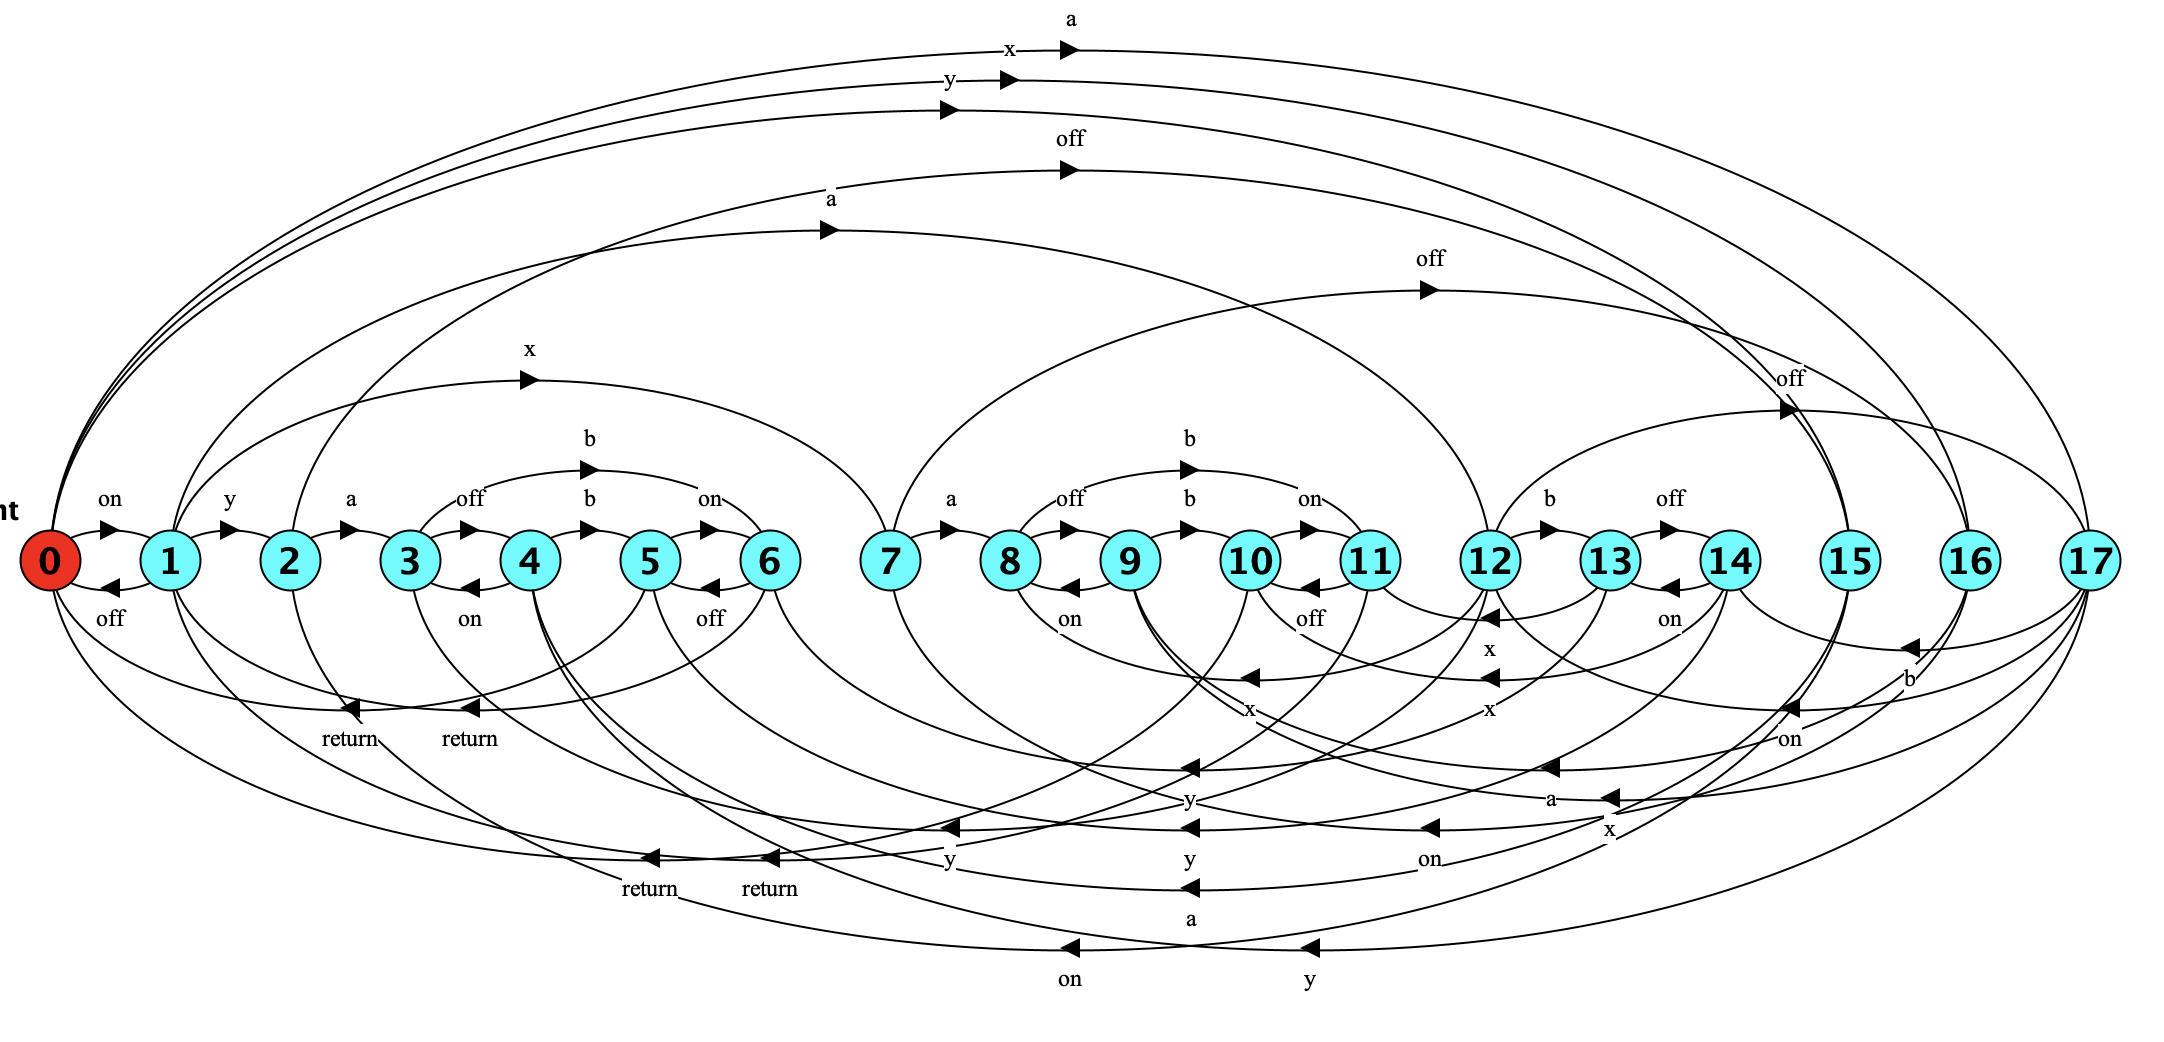 a
x
y
off
a
off
x
off
b
b
nt
on
y
a
off
b
on
a
off
b
on
b
off
0
1
2
3
4
5
6
7
8
9
10
11
12
13
14
15
16
17
off
on
off
on
off
on
x
b
x
x
return
return
on
y
a
x
y
y
on
return
return
a
on
y